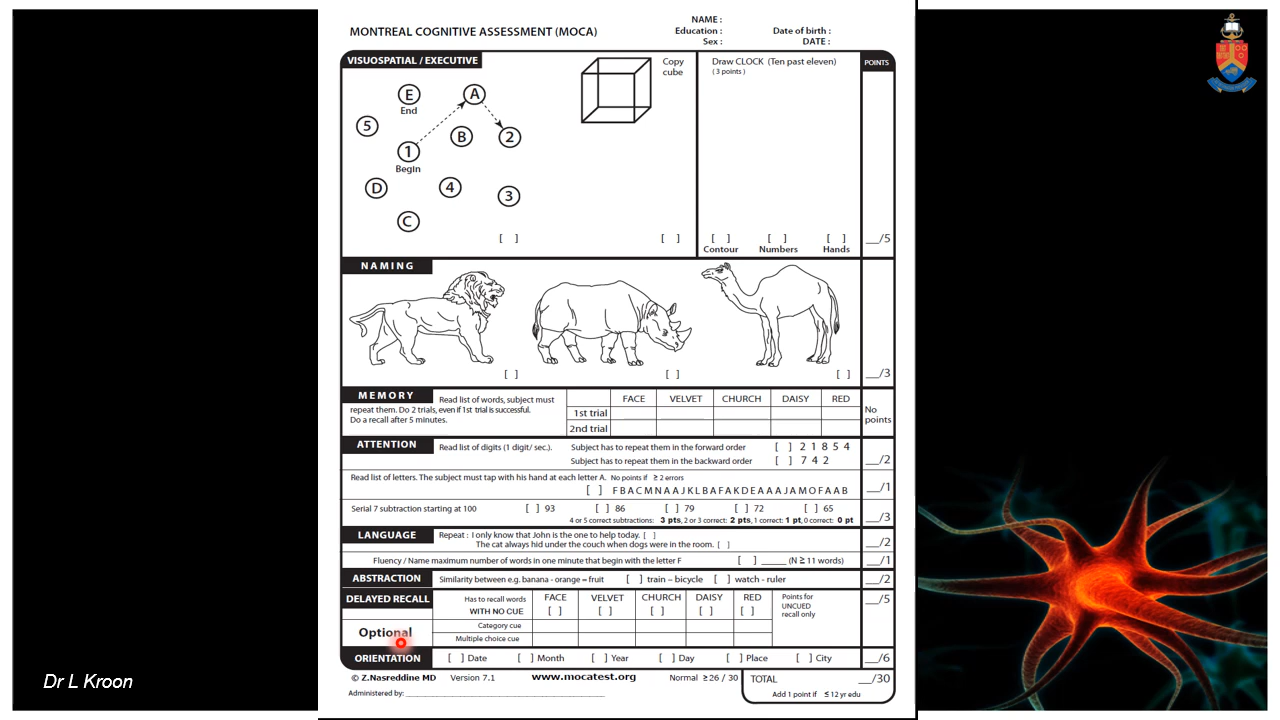 MONTREAL COGNITIVE ASSESSMENT (MOCA)
NAME :
Education :
Sex :
Date of birth :
DATE :
VISUOSPATIAL / EXECUTIVE
Copy
cube
Draw CLOCK (Ten past eleven)
( 3 points )
POINTS
E
End
A
5
B
2
1
Begin
D
4
3
C
[ ]
[ ]
[ ] [ ] [ ]
Contour Numbers Hands
__/5
NAMING
[ ] [ ] [ ]
__/3
MEMORY
Read list of words, subject must
repeat them. Do 2 trials, even if 1st trial is successful.
Do a recall after 5 minutes.
FACE VELVET CHURCH DAISY RED
1st trial
2nd trial
No
points
ATTENTION
Read list of digits (1 digit/ sec.).
Subject has to repeat them in the forward order [ ] 2 1 8 5 4
Subject has to repeat them in the backward order [ ] 7 4 2
__/2
Read list of letters. The subject must tap with his hand at each letter A. No points if ≥ 2 errors
[ ] F B A C M N A A J K L B A F A K D E A A A J A M O F A A B
__/1
Serial 7 subtraction starting at 100 [ ] 93 [ ] 86 [ ] 79 [ ] 72 [ ] 65
4 or 5 correct subtractions: 3 pts, 2 or 3 correct: 2 pts, 1 correct: 1 pt, 0 correct: 0 pt
__/3
LANGUAGE
Repeat : I only know that John is the one to help today. [ ]
The cat always hid under the couch when dogs were in the room. [ ]
__/2
Fluency / Name maximum number of words in one minute that begin with the letter F [ ] _____ (N ≥ 11 words)
__/1
ABSTRACTION
Similarity between e.g. banana - orange = fruit [ ] train – bicycle [ ] watch - ruler
__/2
DELAYED RECALL
Has to recall words
WITH NO CUE
FACE VELVET CHURCH DAISY RED
[ ] [ ] [ ] [ ] [ ]
Points for
UNCUED
recall only
__/5
Optional
Category cue
Multiple choice cue
ORIENTATION
[ ] Date [ ] Month [ ] Year [ ] Day [ ] Place [ ] City
__/6
© Z.Nasreddine MD Version 7.1 www.mocatest.org Normal ≥ 26 / 30
TOTAL __/30
Administered by: ____________________
Add 1 point if ≤ 12 yr edu
Dr L Kroon